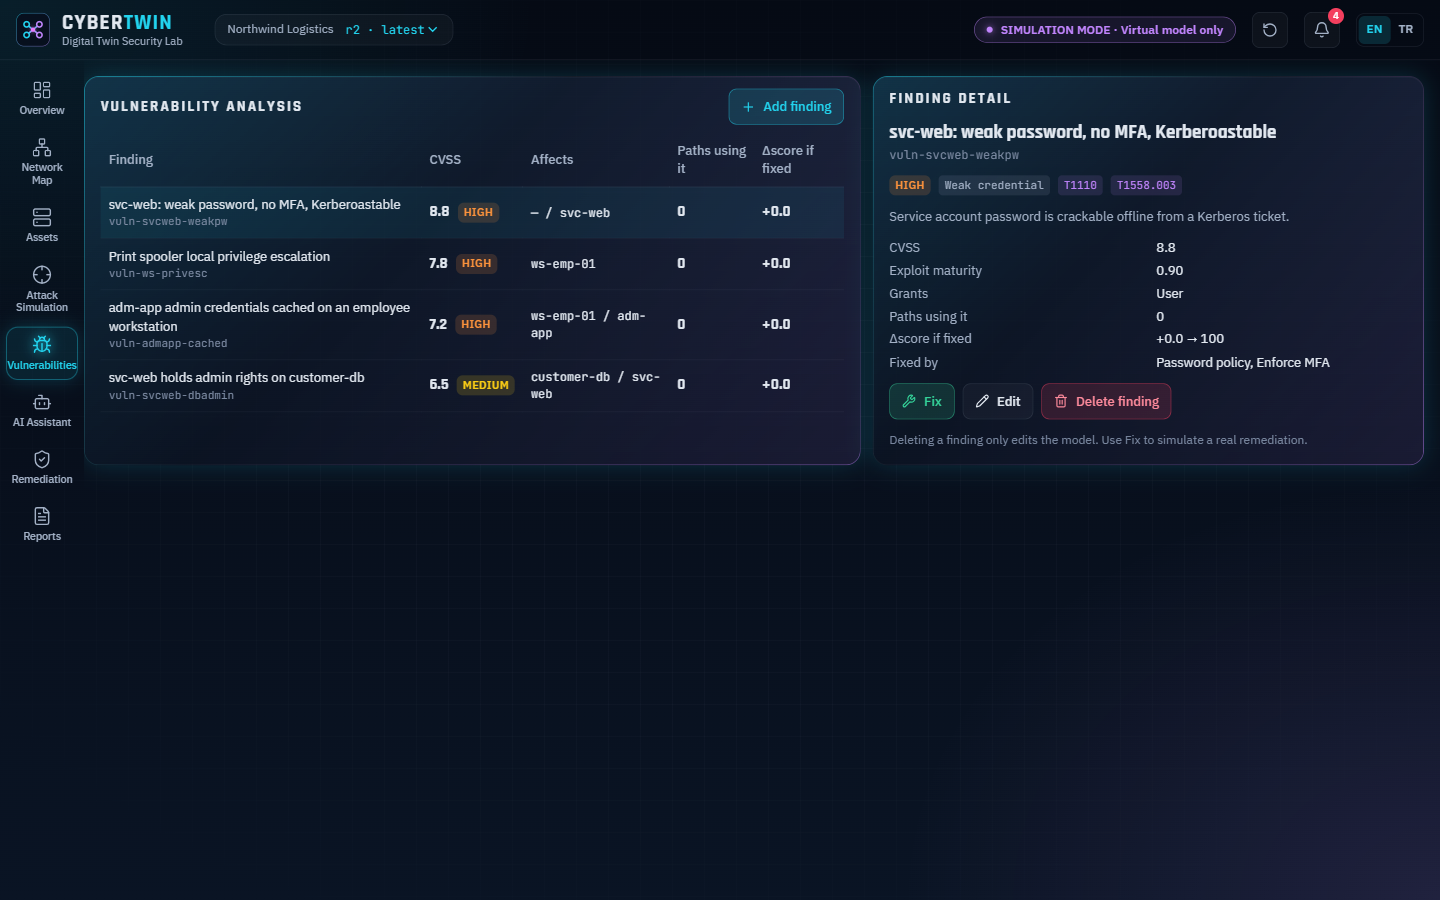 CYBERTWIN
Digital Twin Security Lab
Northwind Logistics r2 · latest
SIMULATION MODE · Virtual model only
4
EN TR
Overview
Network
Map
Assets
Attack
Simulation
Vulnerabilities
AI Assistant
Remediation
Reports
VULNERABILITY ANALYSIS
Add finding
Finding CVSS Affects Paths using it Δscore if fixed
svc-web: weak password, no MFA, Kerberoastable
vuln-svcweb-weakpw
8.8 HIGH — / svc-web 0 +0.0
Print spooler local privilege escalation
vuln-ws-privesc
7.8 HIGH ws-emp-01 0 +0.0
adm-app admin credentials cached on an employee
workstation
vuln-admapp-cached
7.2 HIGH ws-emp-01 / adm-app 0 +0.0
svc-web holds admin rights on customer-db
vuln-svcweb-dbadmin
6.5 MEDIUM customer-db / svc-web 0 +0.0
FINDING DETAIL
svc-web: weak password, no MFA, Kerberoastable
vuln-svcweb-weakpw
HIGH Weak credential T1110 T1558.003
Service account password is crackable offline from a Kerberos ticket.
CVSS 8.8
Exploit maturity 0.90
Grants User
Paths using it 0
Δscore if fixed +0.0 → 100
Fixed by Password policy, Enforce MFA
Fix Edit Delete finding
Deleting a finding only edits the model. Use Fix to simulate a real remediation.